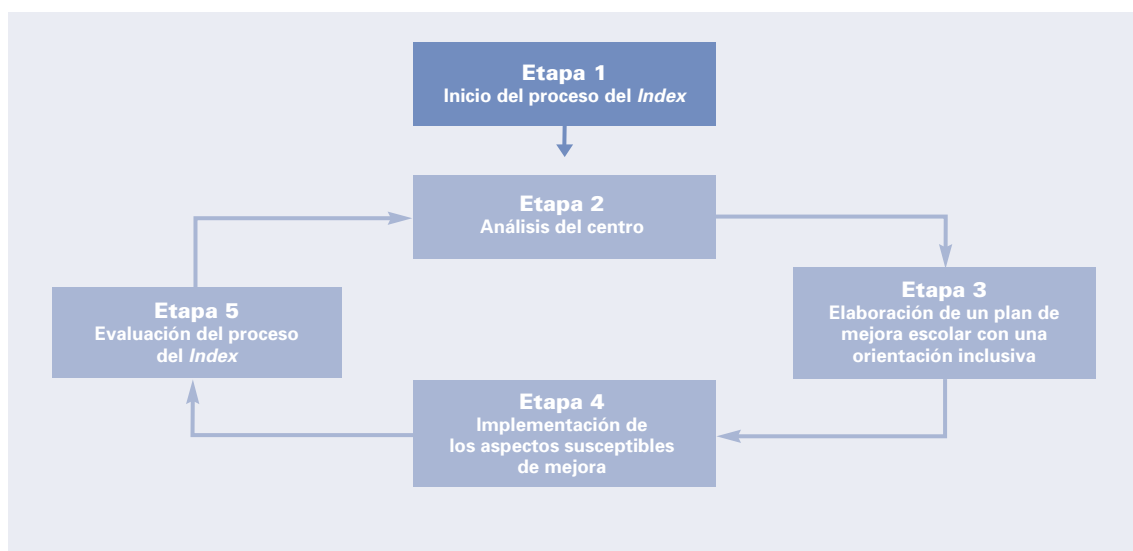 Etapa 1
Inicio del proceso del Index
Etapa 2
Análisis del centro
Etapa 3
Elaboración de un plan de
mejora escolar con una
orientación inclusiva
Etapa 4
Implementación de
los aspectos susceptibles
de mejora
Etapa 5
Evaluación del proceso
del Index